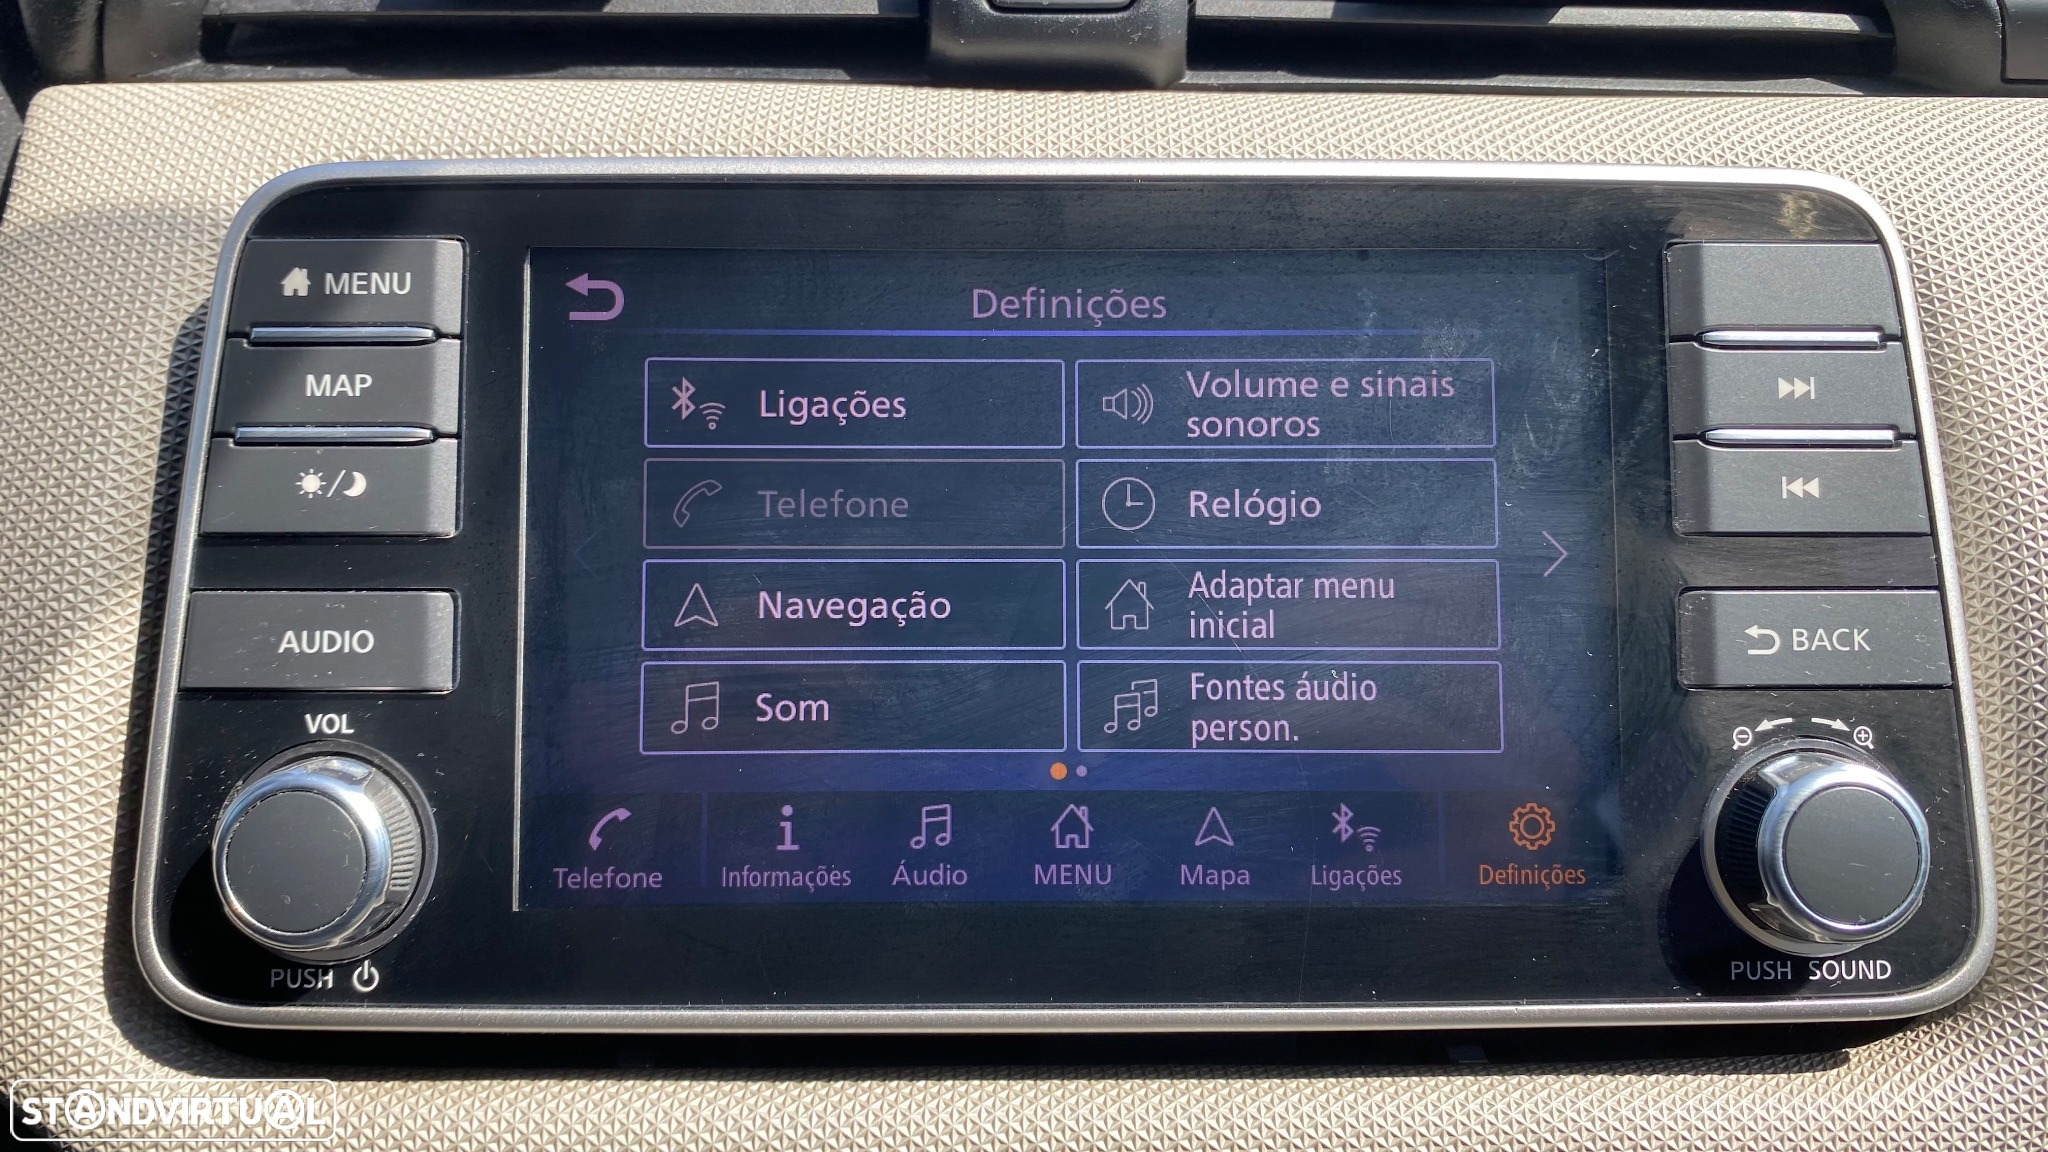 MENU
MAP
AUDIO
VOL
PUSH
Definições
Ligações
Volume e sinais
sonoros
Telefone
Relógio
Navegação
Adaptar menu
inicial
Som
Fontes áudio
person.
Telefone
Informações
Áudio
MENU
Mapa
Ligações
Definições
BACK
PUSH SOUND
STANDVIRTUAL